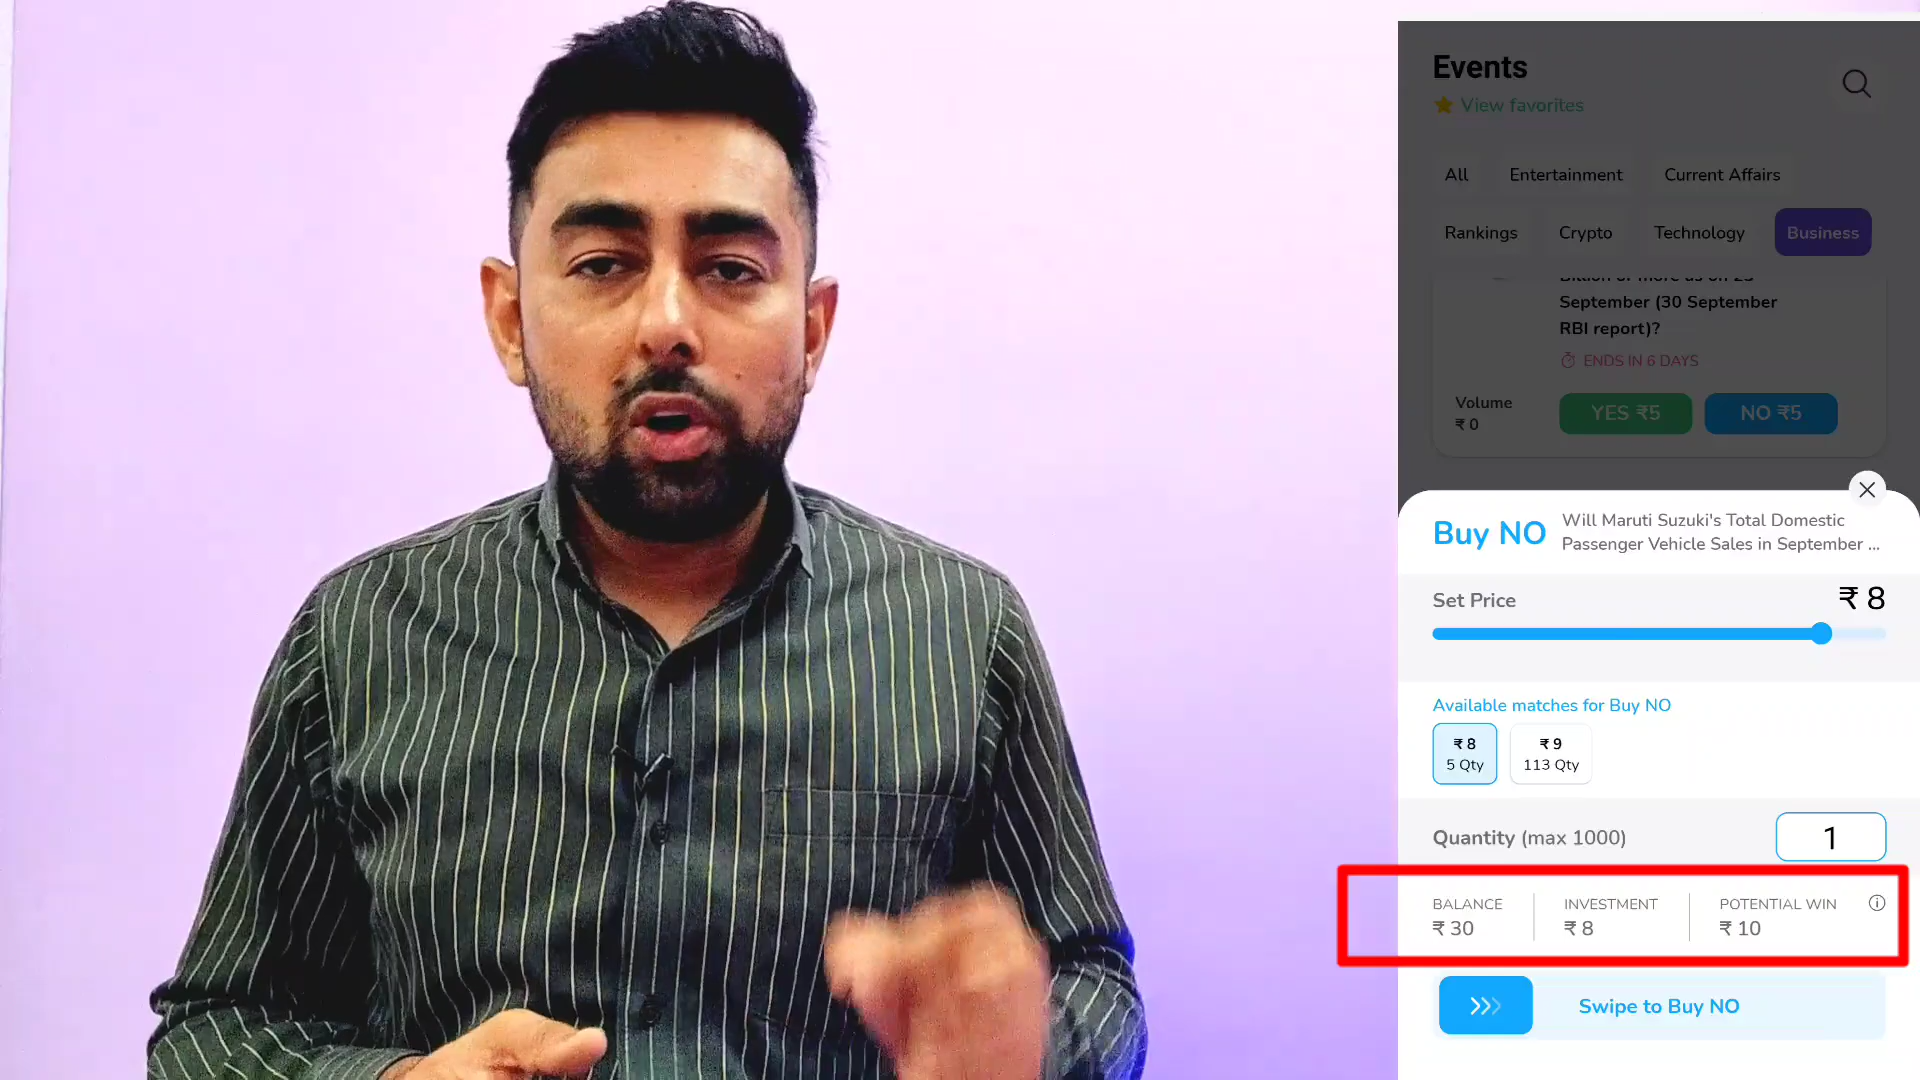 Events
View favorites
All Entertainment Current Affairs
Rankings Crypto Technology Business
September (30 September
RBI report)?
ENDS IN 6 DAYS
Volume
₹ 0
YES ₹5 NO ₹5
Buy NO
Will Maruti Suzuki's Total Domestic
Passenger Vehicle Sales in September ...
Set Price ₹ 8
Available matches for Buy NO
₹ 8 ₹ 9
5 Qty 113 Qty
Quantity (max 1000) 1
BALANCE INVESTMENT POTENTIAL WIN
₹ 30 ₹ 8 ₹ 10
Swipe to Buy NO